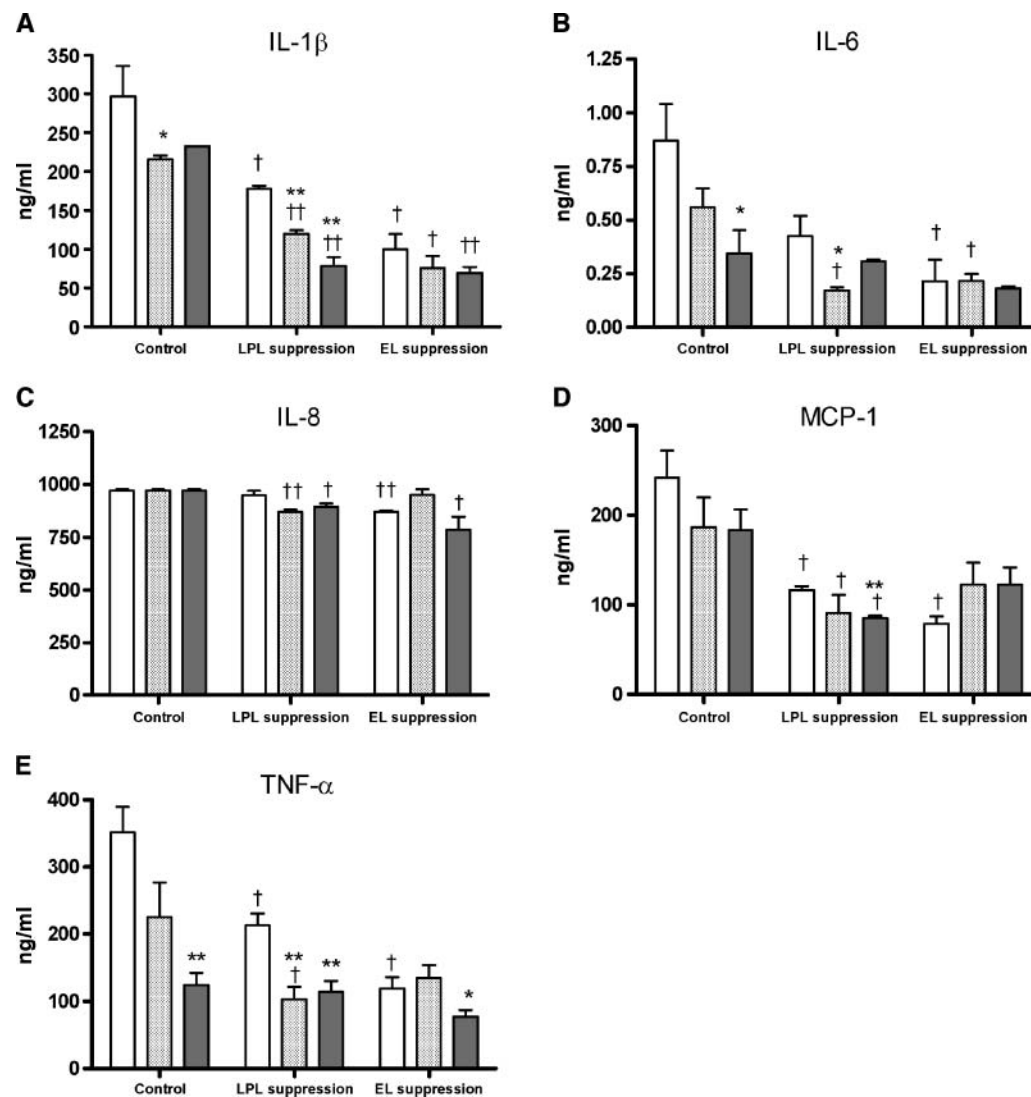 A
IL-1β
350
300
250
200
150
100
50
0
ng/ml
*
†
**
††
**
††
†
†
††
Control
LPL suppression
EL suppression
B
IL-6
1.25
1.00
0.75
0.50
0.25
0.00
ng/ml
*
*
†
†
†
Control
LPL suppression
EL suppression
C
IL-8
1250
1000
750
500
250
0
ng/ml
††
†
††
†
Control
LPL suppression
EL suppression
D
MCP-1
300
200
100
0
ng/ml
†
†
**
†
†
Control
LPL suppression
EL suppression
E
TNF-α
400
300
200
100
0
ng/ml
**
†
**
†
**
†
*
Control
LPL suppression
EL suppression